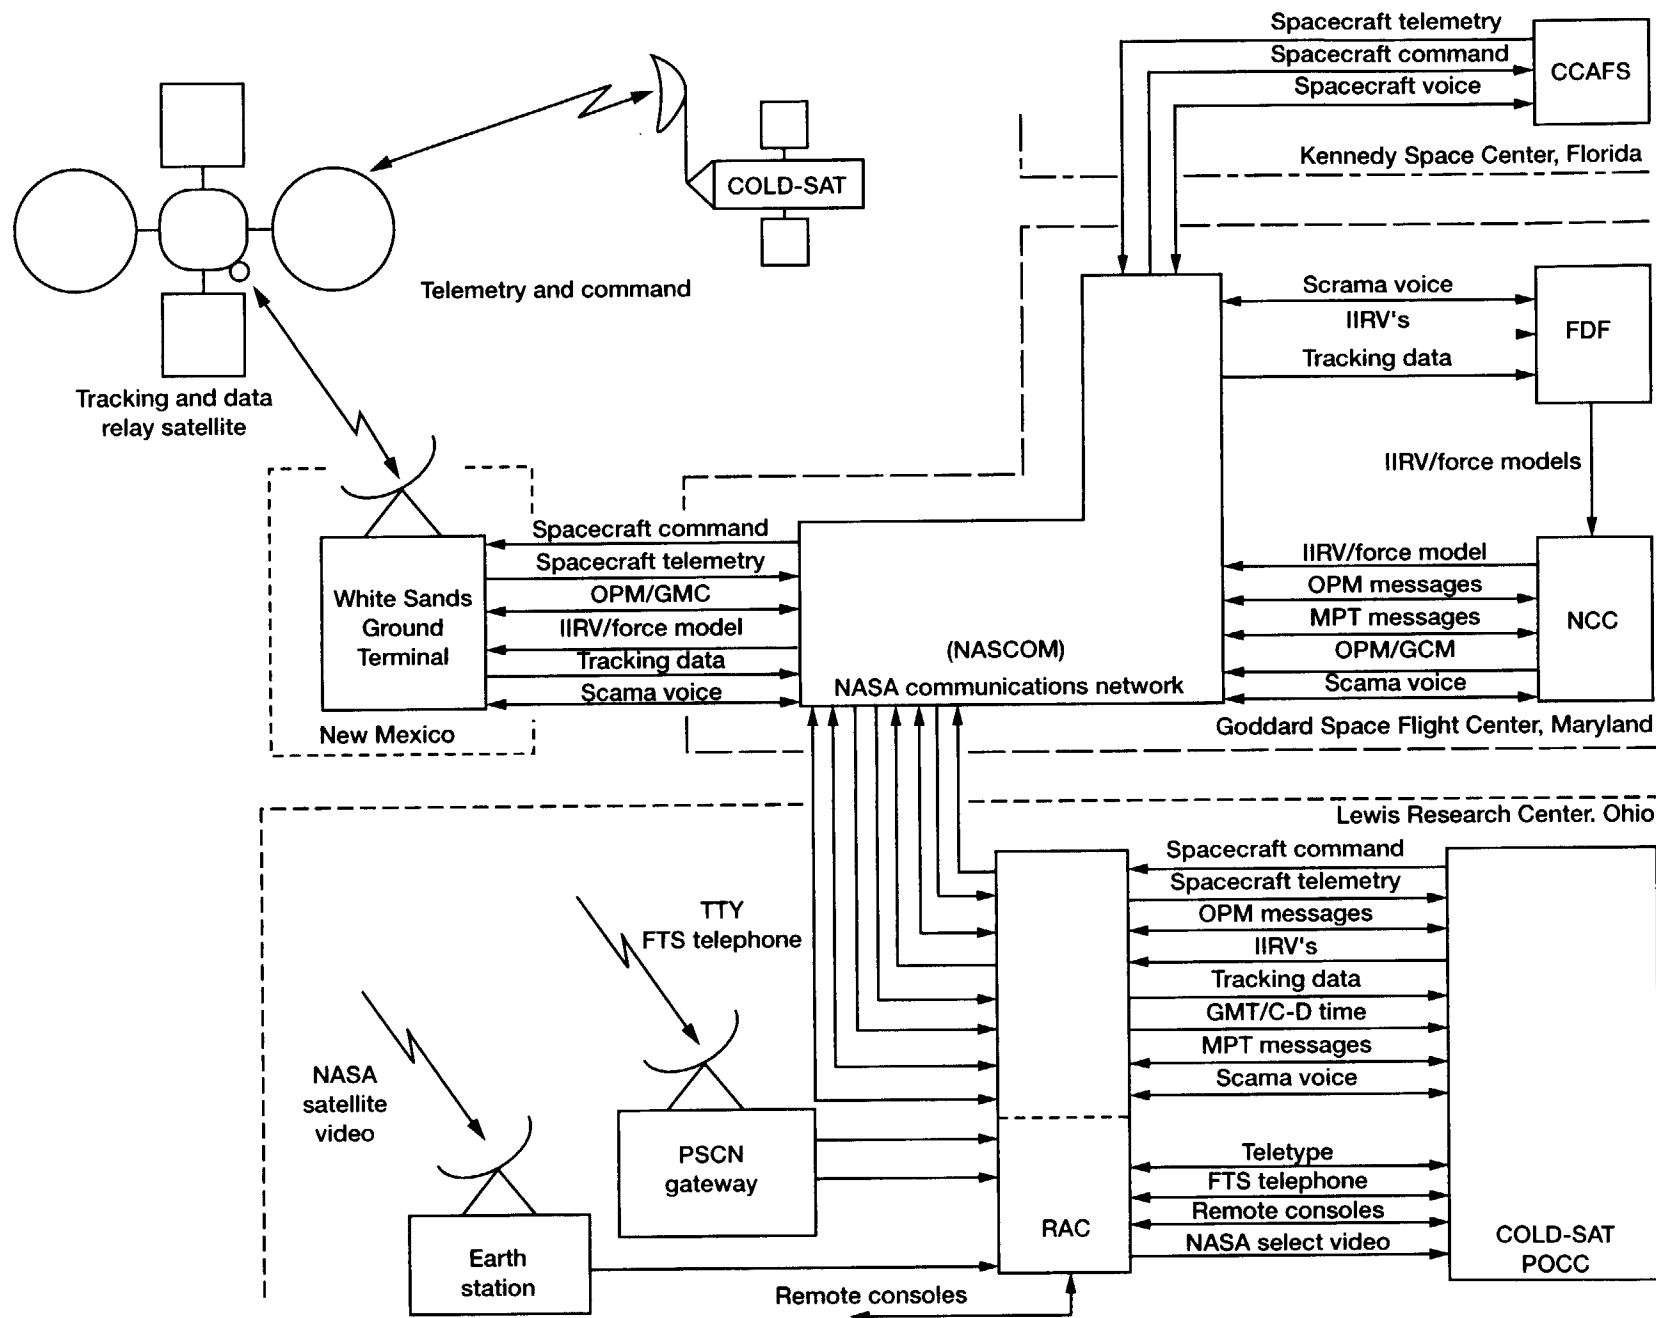 Spacecraft telemetry
Spacecraft command
Spacecraft voice
CCAFS
Kennedy Space Center, Florida
COLD-SAT
Telemetry and command
Tracking and data
relay satellite
Scrama voice
IIRV's
Tracking data
FDF
IIRV/force models
Spacecraft command
Spacecraft telemetry
OPM/GMC
IIRV/force model
Tracking data
Scama voice
White Sands
Ground
Terminal
New Mexico
(NASCOM)
NASA communications network
IIRV/force model
OPM messages
MPT messages
OPM/GCM
Scama voice
NCC
Goddard Space Flight Center, Maryland
Lewis Research Center. Ohio
Spacecraft command
Spacecraft telemetry
OPM messages
IIRV's
Tracking data
GMT/C-D time
MPT messages
Scama voice
Teletype
FTS telephone
Remote consoles
NASA select video
TTY
FTS telephone
NASA
satellite
video
PSCN
gateway
Earth
station
RAC
COLD-SAT
POCC
Remote consoles